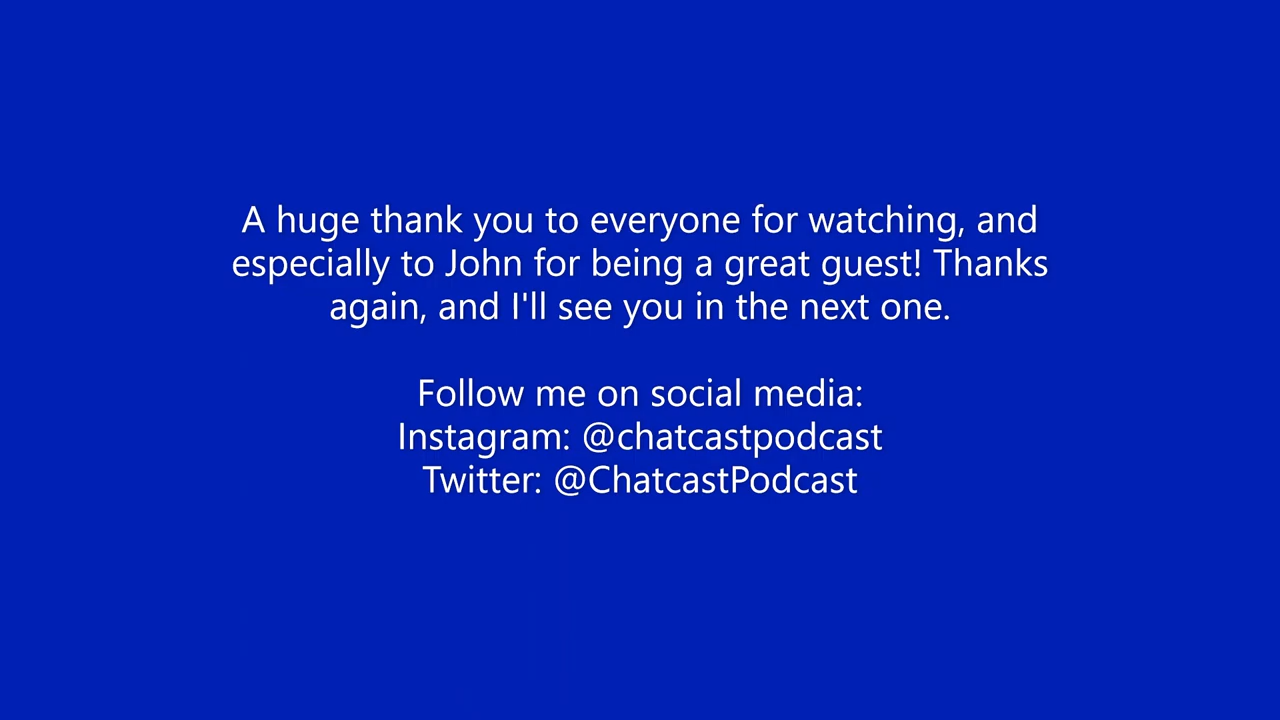 A huge thank you to everyone for watching, and
especially to John for being a great guest! Thanks
again, and I'll see you in the next one.
Follow me on social media:
Instagram: @chatcastpodcast
Twitter: @ChatcastPodcast